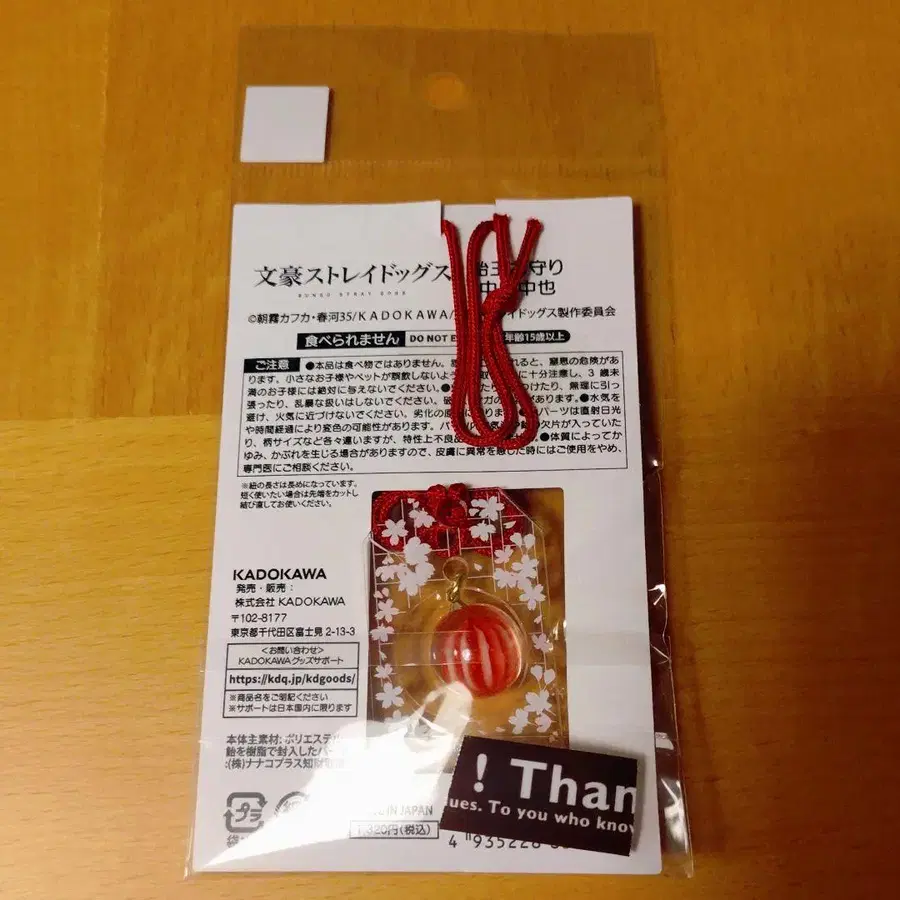 文豪ストレイドッグス 守り
BUNGO STRAY DOGS 中 中也
©朝霧カフカ・春河35/KADOKAWA/ イドッグス製作委員会
食べられません DO NOT E 年齢15歳以上
ご注意 ●本品は食べ物ではありません。 れると、窒息の危険があ
ります。小さなお子様やペットが誤飲しないよう に十分注意し、3歳未
満のお子様には絶対に与えないでください。● たり つけたり、無理に引っ
張ったり、乱暴な扱いはしないでください。 ガの があります。●水気を
避け、火気に近づけないでください。劣化の原 ります。 パーツは直射日光
や時間経過により変色の可能性があります。 欠片が入ってい
たり、柄サイズなど各々違いますが、特性上不良品 ●体質によってか
ゆみ、かぶれを生じる場合がありますので、皮膚に異常を感じた時にはご使用をやめ、
専門医にご相談ください。
※紐の長さは長めになっています。
短く使いたい場合は先端をカットし
結び直してお使いください。
KADOKAWA
発売・販売：
株式会社 KADOKAWA
〒102-8177
東京都千代田区富士見 2-13-3
<お問い合わせ>
KADOKAWAグッズサポート
https://kdq.jp/kdgoods/
※商品名をご明記ください
※サポートは日本国内に限ります
本体主素材：ポリエステル
飴を樹脂で封入したパー
:(株)ナナコプラス知財
! Than
ues. To you who know
プラ
IN JAPAN
1,320円(税込)
4 935228